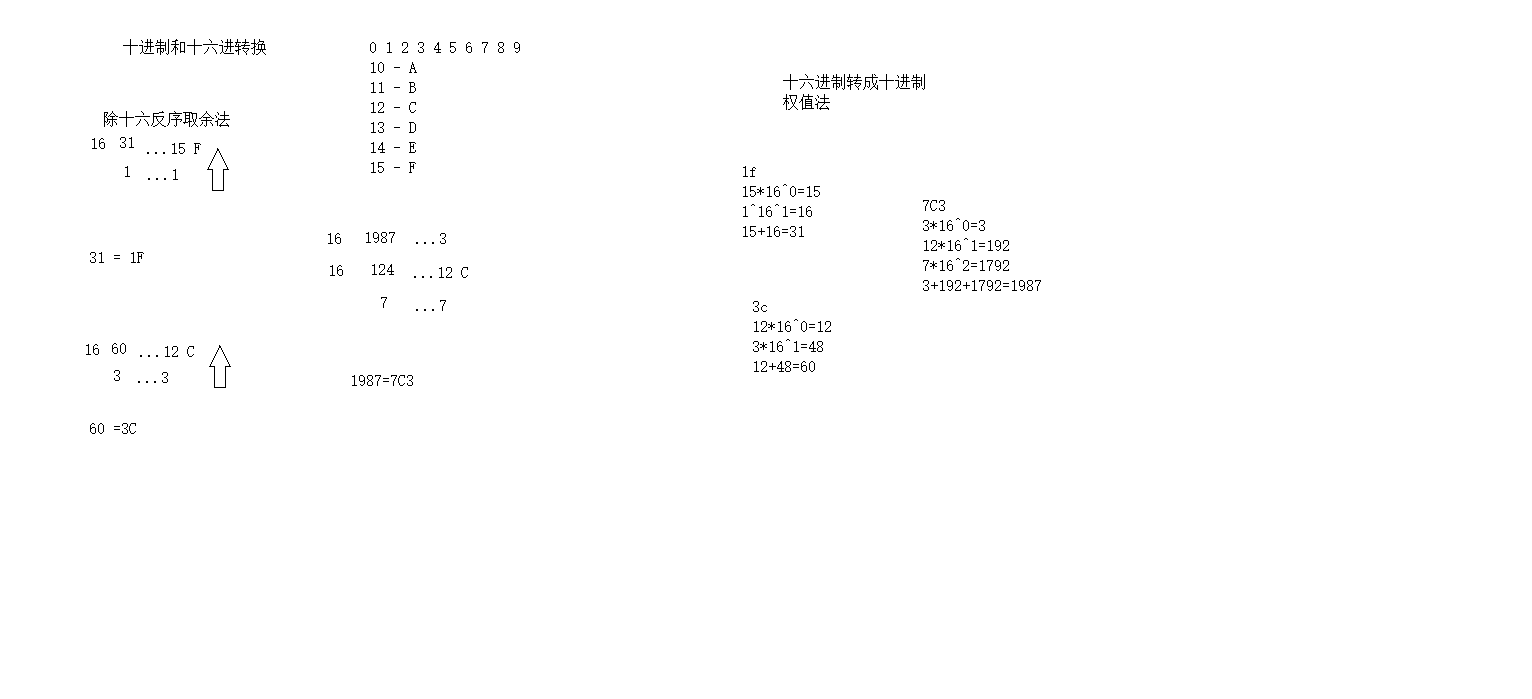 十进制和十六进转换
0 1 2 3 4 5 6 7 8 9
10 - A
11 - B
12 - C
13 - D
14 - E
15 - F
除十六反序取余法
16 31 ...15 F
1 ...1
31 = 1F
16 60 ...12 C
3 ...3
60 =3C
16 1987 ...3
16 124 ...12 C
7 ...7
1987=7C3
十六进制转成十进制
权值法
1f
15*16^0=15
1^16^1=16
15+16=31
7C3
3*16^0=3
12*16^1=192
7*16^2=1792
3+192+1792=1987
3c
12*16^0=12
3*16^1=48
12+48=60